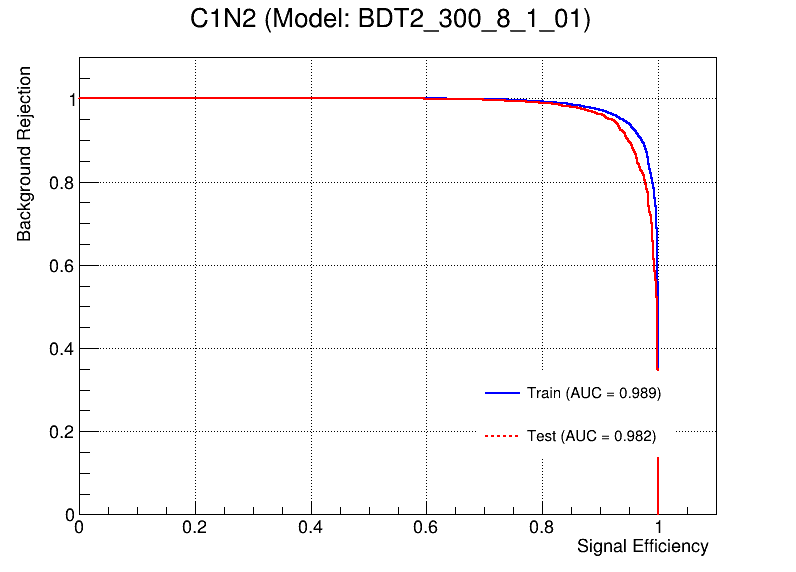 C1N2 (Model: BDT2_300_8_1_01)
Background Rejection
1
0.8
0.6
0.4
0.2
0
Train (AUC = 0.989)
Test (AUC = 0.982)
0 0.2 0.4 0.6 0.8 1
Signal Efficiency